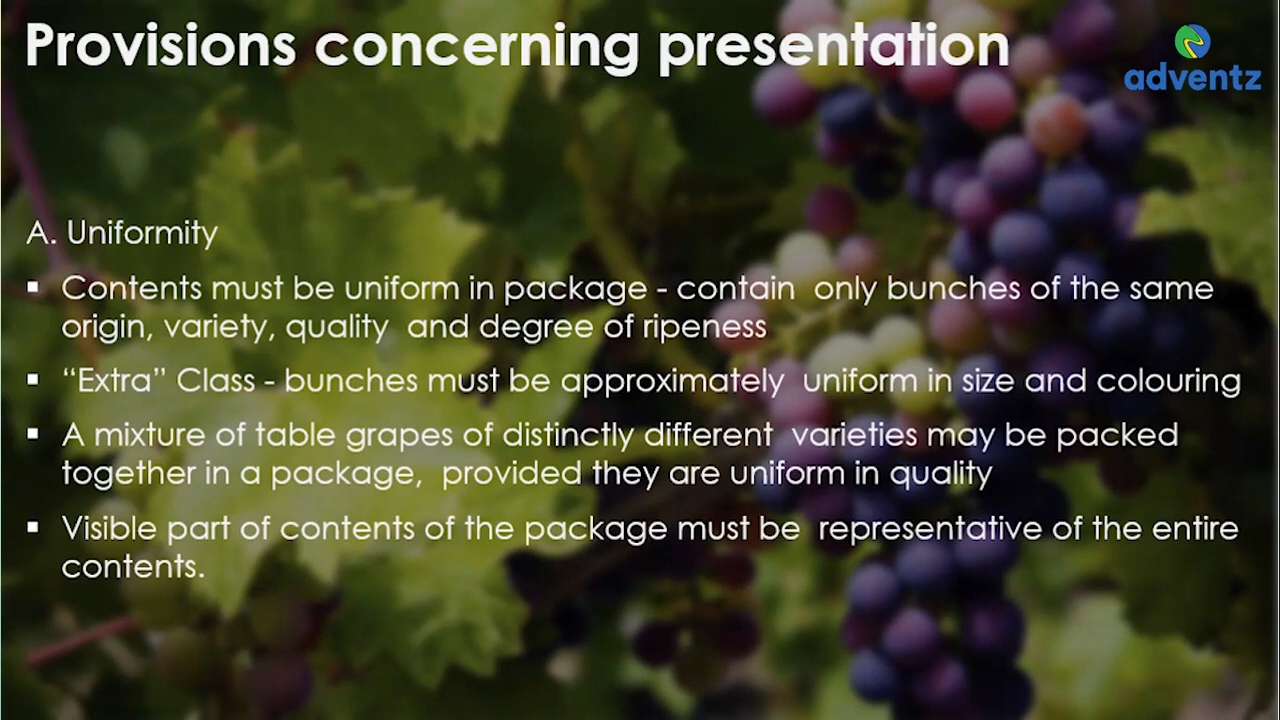 Provisions concerning presentation
adventz
A. Uniformity
▪ Contents must be uniform in package - contain only bunches of the same
origin, variety, quality and degree of ripeness
▪ “Extra” Class - bunches must be approximately uniform in size and colouring
▪ A mixture of table grapes of distinctly different varieties may be packed
together in a package, provided they are uniform in quality
▪ Visible part of contents of the package must be representative of the entire
contents.